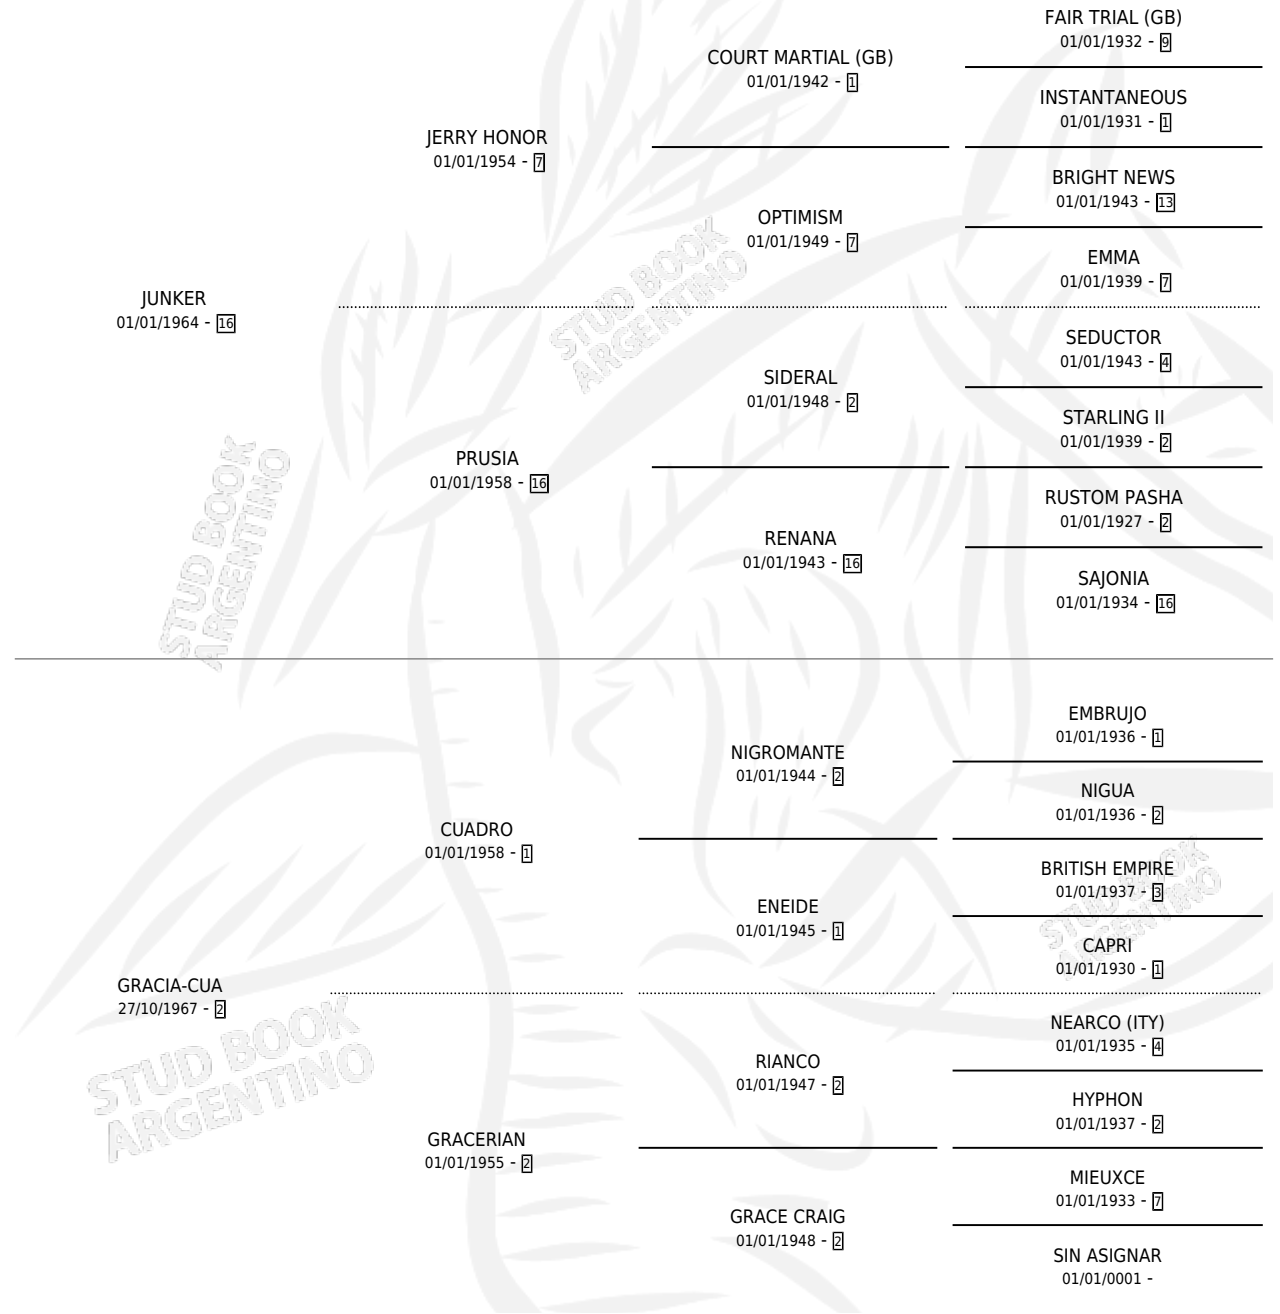 FAIR TRIAL (GB)
01/01/1932 - 9
COURT MARTIAL (GB)
01/01/1942 - 1
INSTANTANEOUS
01/01/1931 - 1
JERRY HONOR
01/01/1954 - 7
BRIGHT NEWS
01/01/1943 - 13
OPTIMISM
01/01/1949 - 7
EMMA
01/01/1939 - 7
JUNKER
01/01/1964 - 16
SEDUCTOR
01/01/1943 - 4
SIDERAL
01/01/1948 - 2
STARLING II
01/01/1939 - 2
PRUSIA
01/01/1958 - 16
RUSTOM PASHA
01/01/1927 - 2
RENANA
01/01/1943 - 16
SAJONIA
01/01/1934 - 16
EMBRUJO
01/01/1936 - 1
NIGROMANTE
01/01/1944 - 2
NIGUA
01/01/1936 - 2
CUADRO
01/01/1958 - 1
BRITISH EMPIRE
01/01/1937 - 3
ENEIDE
01/01/1945 - 1
CAPRI
01/01/1930 - 1
GRACIA-CUA
27/10/1967 - 2
NEARCO (ITY)
01/01/1935 - 4
RIANCO
01/01/1947 - 2
HYPHON
01/01/1937 - 2
GRACERIAN
01/01/1955 - 2
MIEUXCE
01/01/1933 - 7
GRACE CRAIG
01/01/1948 - 2
SIN ASIGNAR
01/01/0001 -
STUD BOOK
ARGENTINO
STUD BOOK
ARGENTINO
STUD BOOK
ARGENTINO
STUD BOOK
ARGENTINO